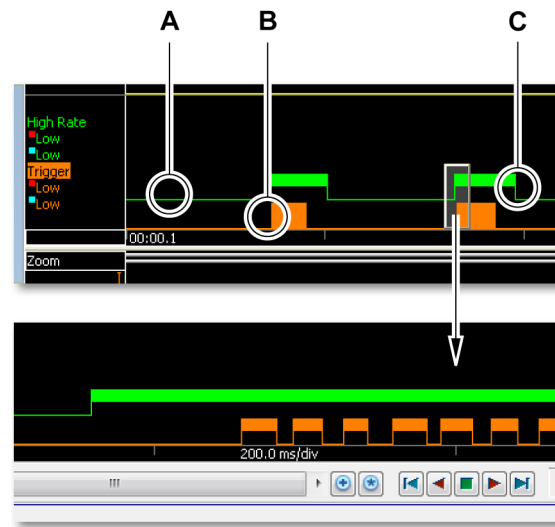 A B C
High Rate
Low
Low
Trigger
Low
Low
00:00.1
Zoom
200.0 ms/div